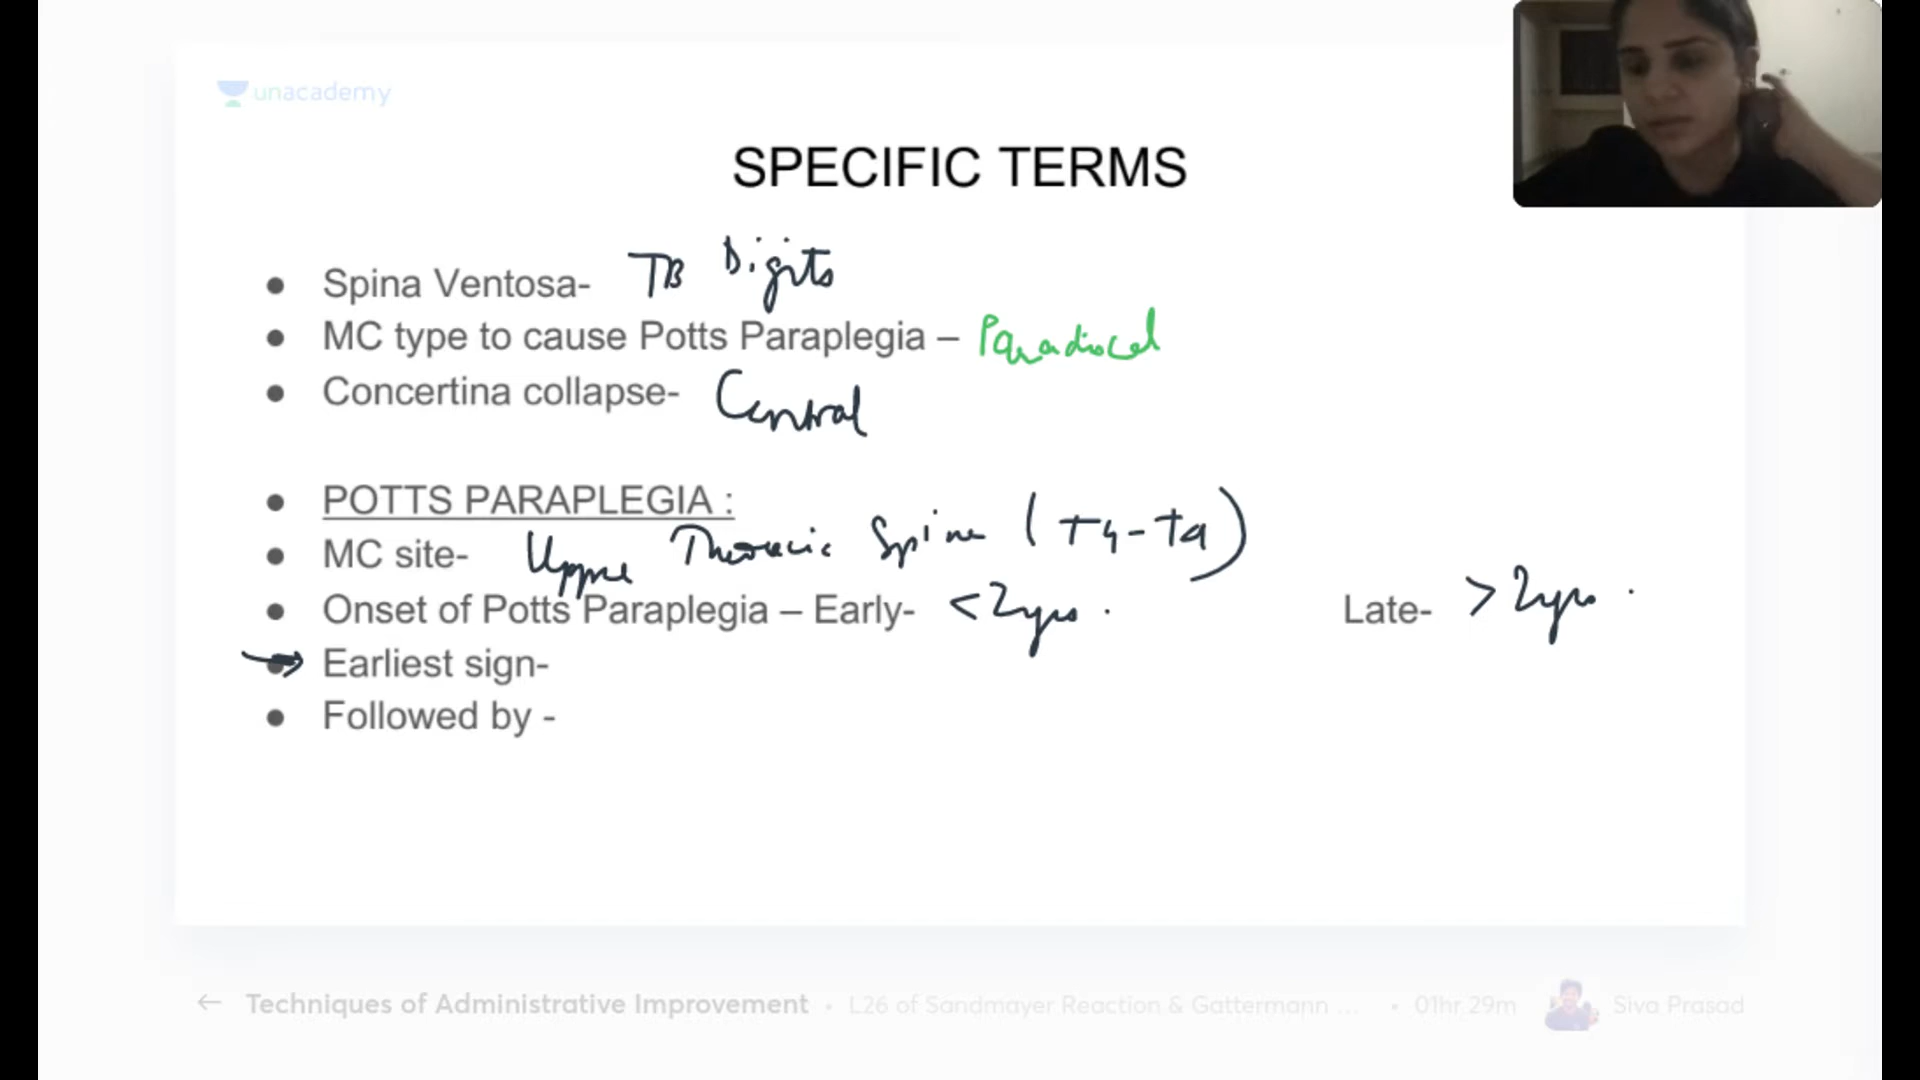 unacademy
SPECIFIC TERMS
Spina Ventosa- TB Digits
MC type to cause Potts Paraplegia – Paradiscal
Concertina collapse- Central
POTTS PARAPLEGIA :
MC site- Upper Thoracic Spine (T4-T9)
Onset of Potts Paraplegia – Early- <2yrs. Late- >2yrs.
Earliest sign-
Followed by -
← Techniques of Administrative Improvement • L26 of Sandmayer Reaction & Gattermann ... • 01hr 29m Siva Prasad